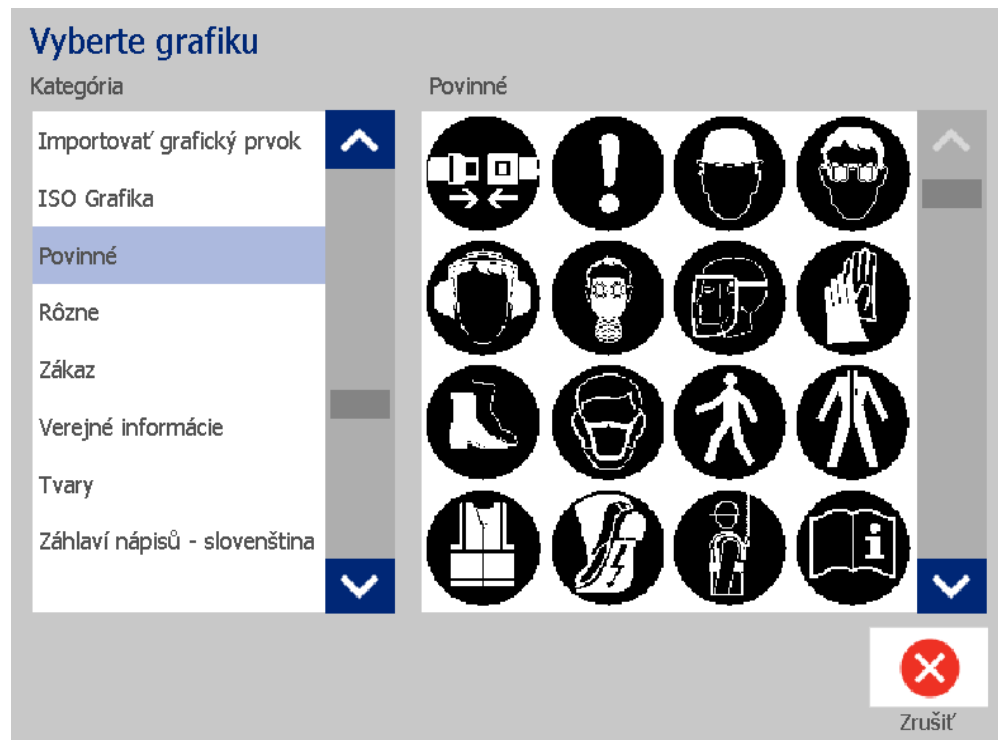 Vyberte grafiku
Kategória
Povinné
Importovať grafický prvok
ISO Grafika
Povinné
Rôzne
Zákaz
Verejné informácie
Tvary
Záhlaví nápisů - slovenština
i
Zrušiť